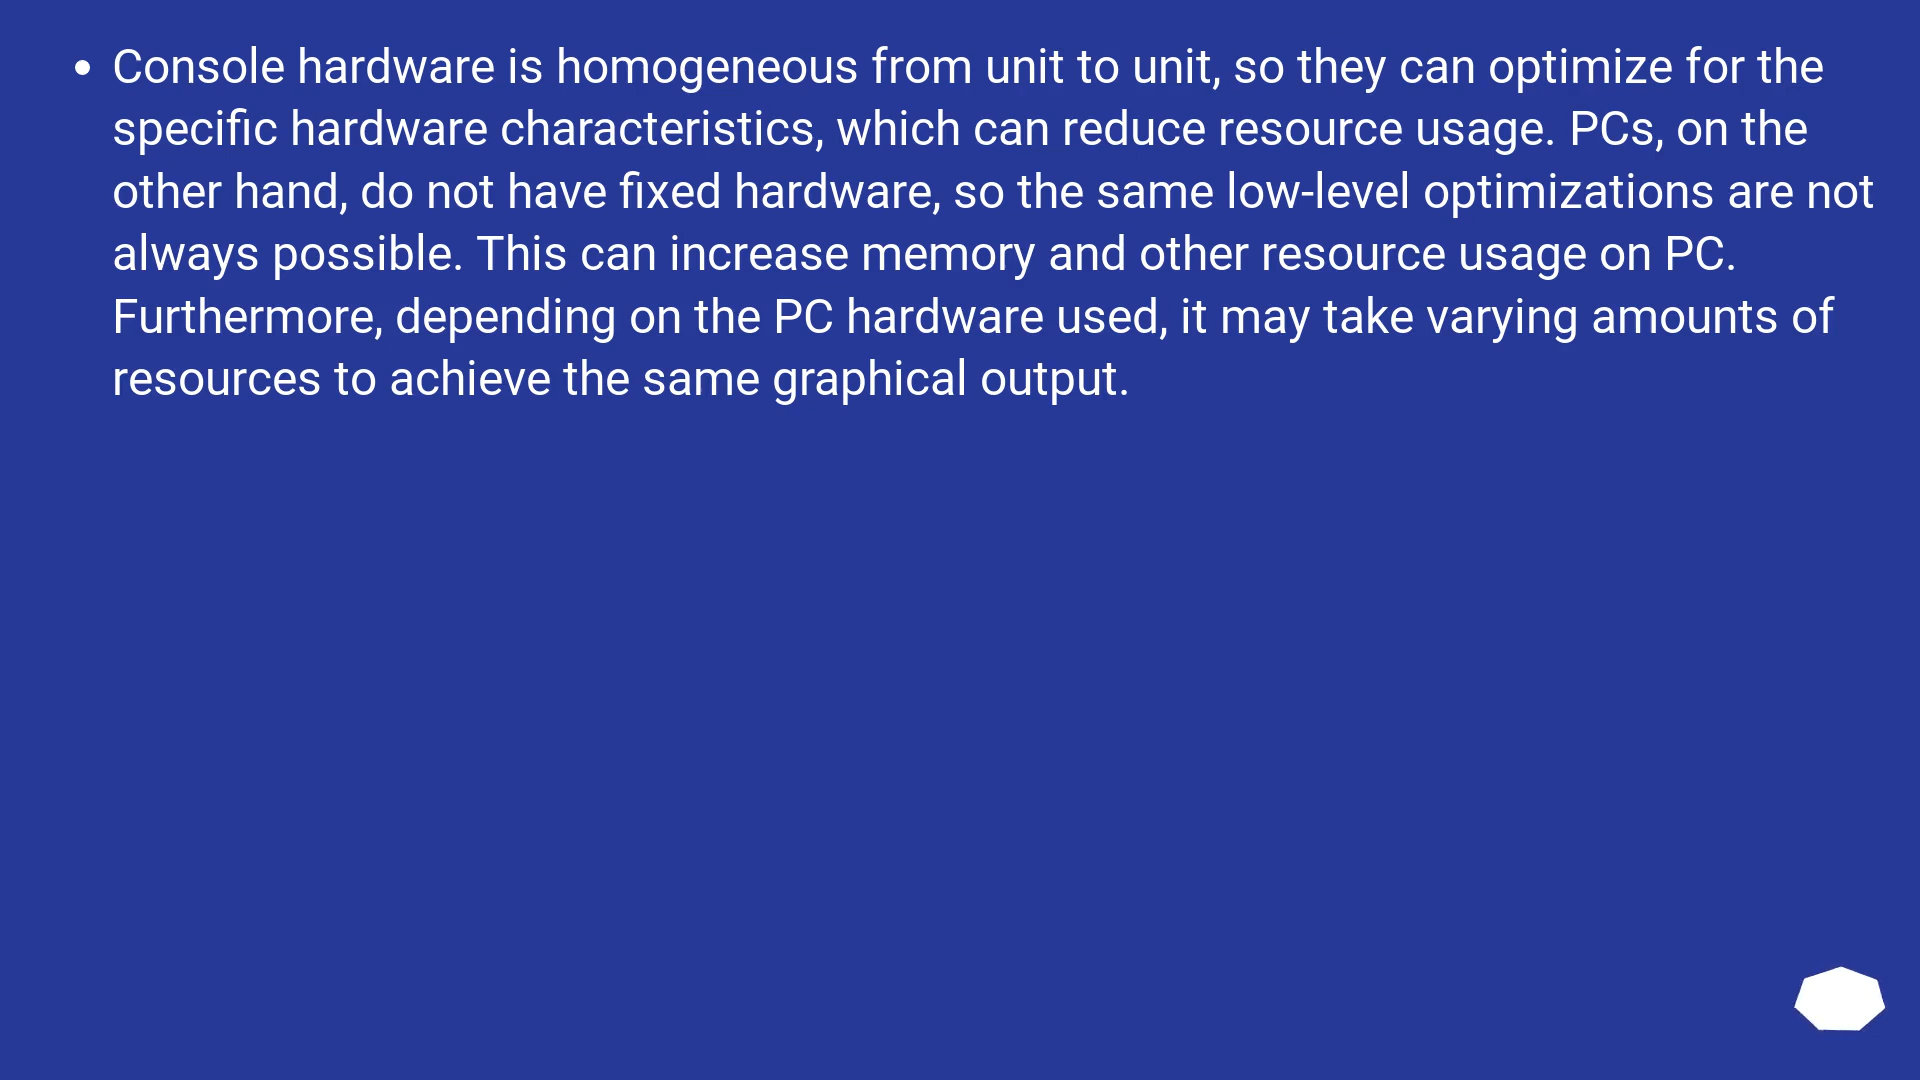 • Console hardware is homogeneous from unit to unit, so they can optimize for the
specific hardware characteristics, which can reduce resource usage. PCs, on the
other hand, do not have fixed hardware, so the same low-level optimizations are not
always possible. This can increase memory and other resource usage on PC.
Furthermore, depending on the PC hardware used, it may take varying amounts of
resources to achieve the same graphical output.